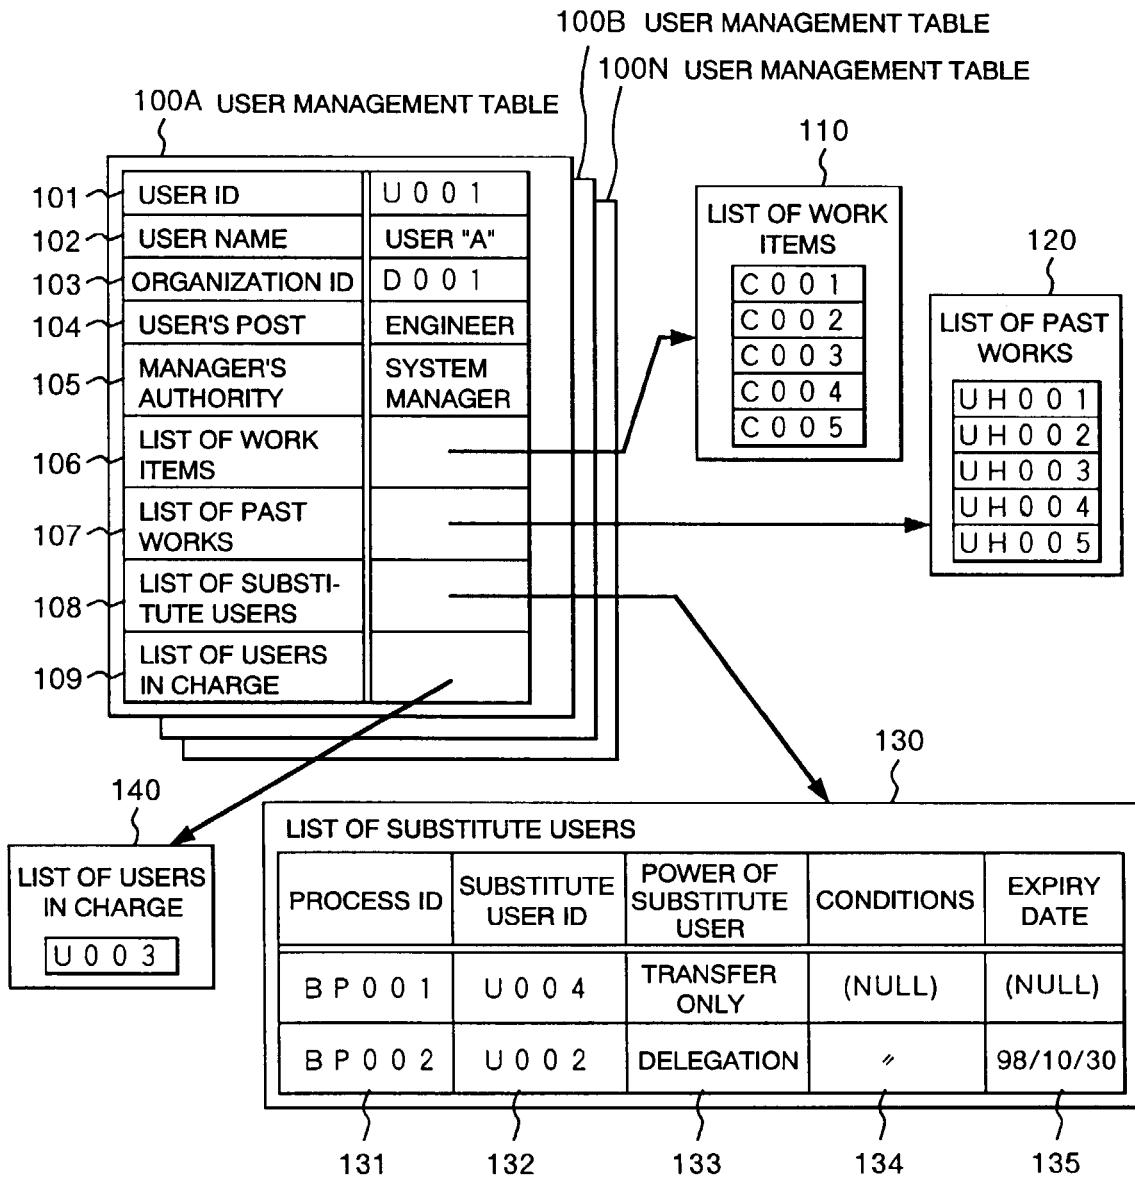 100B USER MANAGEMENT TABLE
100N USER MANAGEMENT TABLE
100A USER MANAGEMENT TABLE
101 USER ID U001
102 USER NAME USER "A"
103 ORGANIZATION ID D001
104 USER'S POST ENGINEER
105 MANAGER'S AUTHORITY
SYSTEM MANAGER
106 LIST OF WORK
ITEMS
107 LIST OF PAST
WORKS
108 LIST OF SUBSTI-
TUTE USERS
109 LIST OF USERS
IN CHARGE
110
LIST OF WORK
ITEMS
C001
C002
C003
C004
C005
120
LIST OF PAST
WORKS
UH001
UH002
UH003
UH004
UH005
140
LIST OF USERS
IN CHARGE
U003
130
LIST OF SUBSTITUTE USERS
PROCESS ID
SUBSTITUTE
USER ID
POWER OF
SUBSTITUTE
USER
CONDITIONS
EXPIRY
DATE
BP001 U004 TRANSFER ONLY (NULL) (NULL)
BP002 U002 DELEGATION 〃 98/10/30
131 132 133 134 135